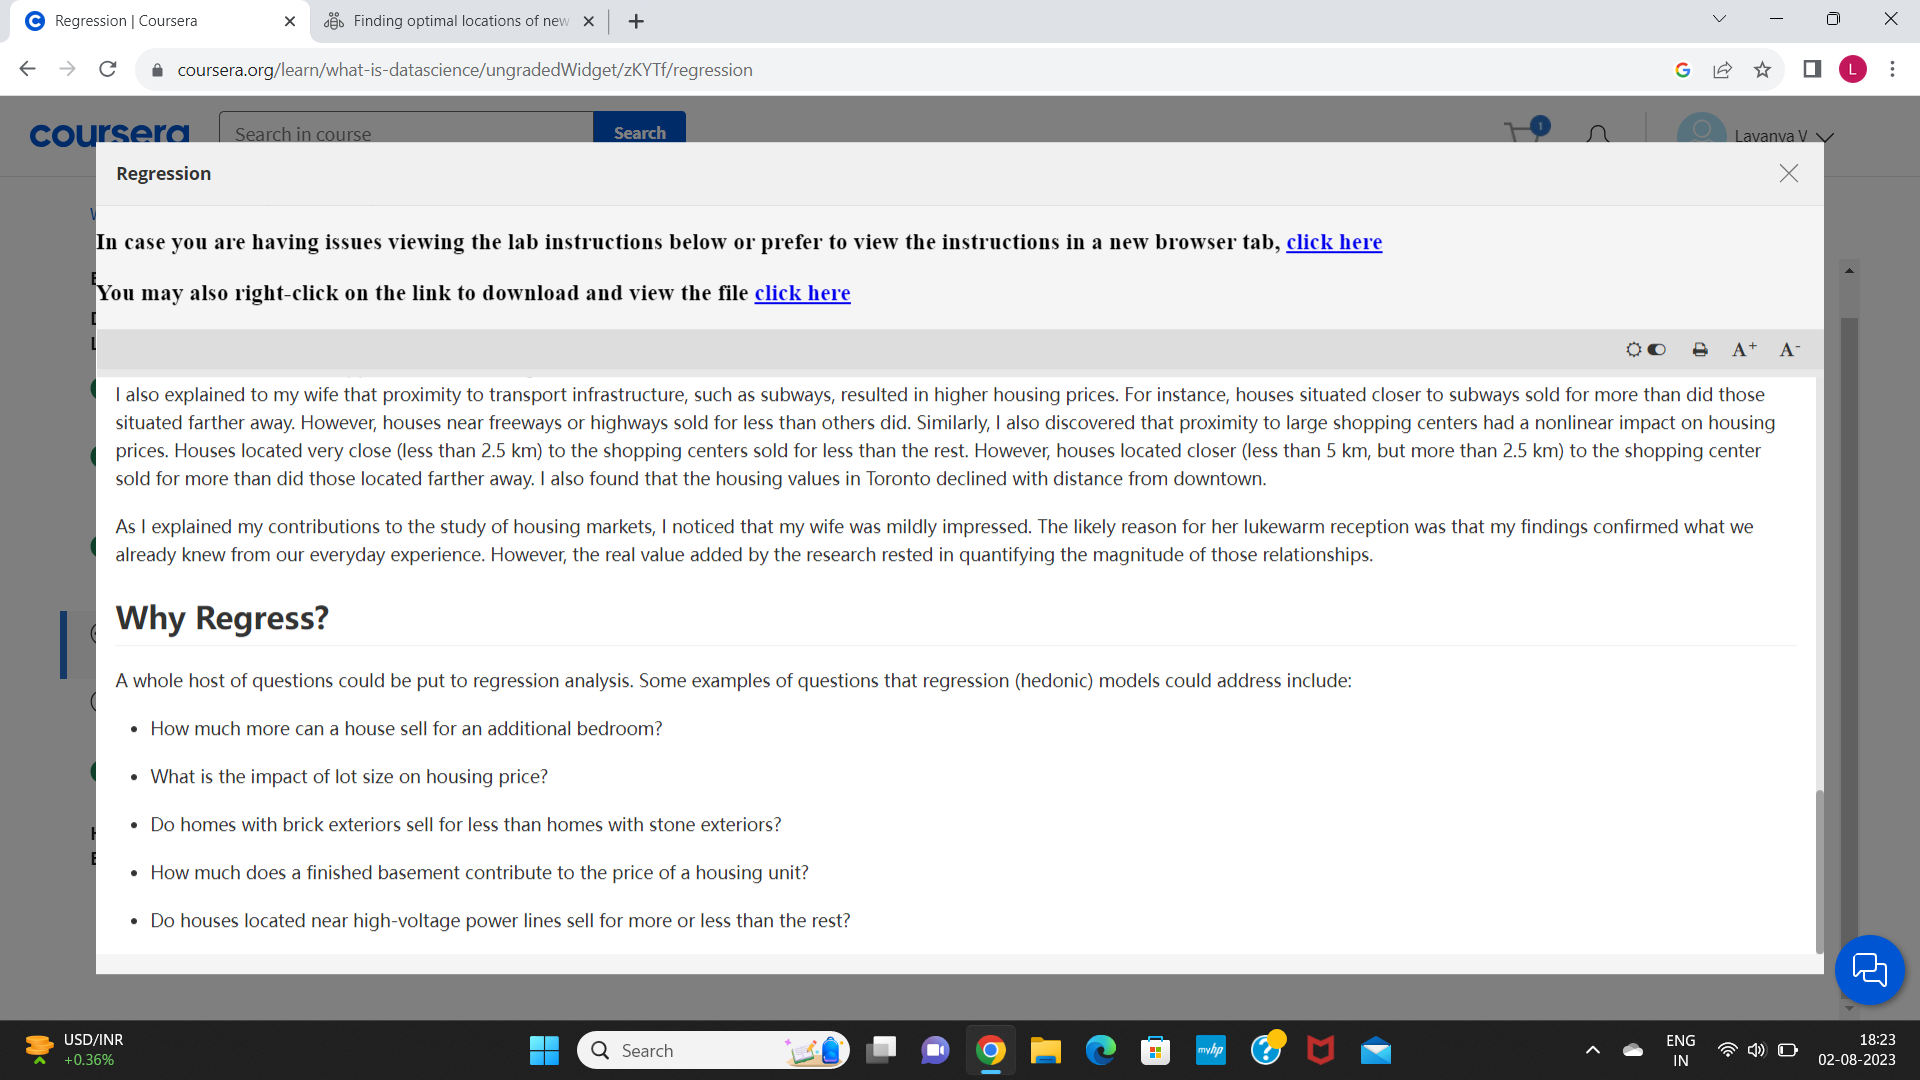 Regression | Coursera
Finding optimal locations of new
coursera.org/learn/what-is-datascience/ungradedWidget/zKYTf/regression
L
coursera
Search in course
Search
1
Lavanya V
Regression
In case you are having issues viewing the lab instructions below or prefer to view the instructions in a new browser tab, click here
You may also right-click on the link to download and view the file click here
A+ A-
I also explained to my wife that proximity to transport infrastructure, such as subways, resulted in higher housing prices. For instance, houses situated closer to subways sold for more than did those
situated farther away. However, houses near freeways or highways sold for less than others did. Similarly, I also discovered that proximity to large shopping centers had a nonlinear impact on housing
prices. Houses located very close (less than 2.5 km) to the shopping centers sold for less than the rest. However, houses located closer (less than 5 km, but more than 2.5 km) to the shopping center
sold for more than did those located farther away. I also found that the housing values in Toronto declined with distance from downtown.
As I explained my contributions to the study of housing markets, I noticed that my wife was mildly impressed. The likely reason for her lukewarm reception was that my findings confirmed what we
already knew from our everyday experience. However, the real value added by the research rested in quantifying the magnitude of those relationships.
Why Regress?
A whole host of questions could be put to regression analysis. Some examples of questions that regression (hedonic) models could address include:
• How much more can a house sell for an additional bedroom?
• What is the impact of lot size on housing price?
• Do homes with brick exteriors sell for less than homes with stone exteriors?
• How much does a finished basement contribute to the price of a housing unit?
• Do houses located near high-voltage power lines sell for more or less than the rest?
USD/INR
+0.36%
Search
myhp
ENG
IN
18:23
02-08-2023